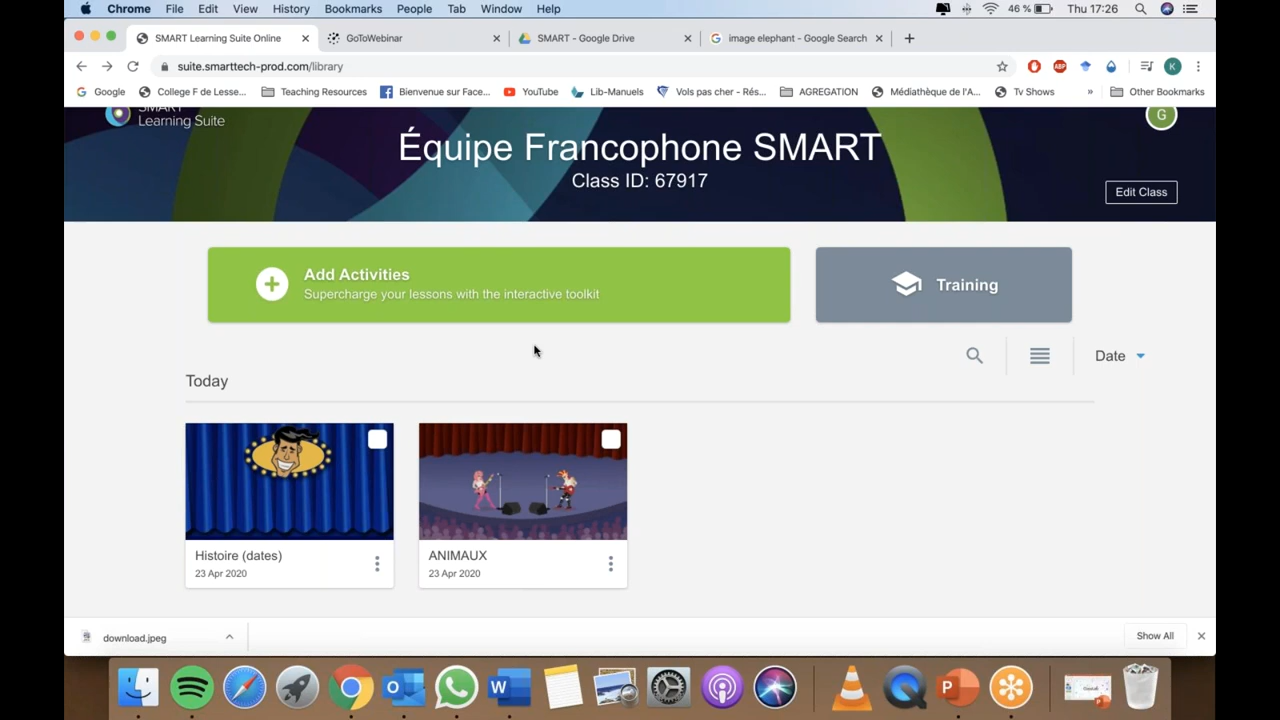 Chrome File Edit View History Bookmarks People Tab Window Help 46 % Thu 17:26
SMART Learning Suite Online GoToWebinar SMART - Google Drive image elephant - Google Search
suite.smarttech-prod.com/library ABP K
Google College F de Lesse... Teaching Resources Bienvenue sur Face... YouTube Lib-Manuels Vols pas cher - Rés... AGREGATION Médiathèque de l'A... Tv Shows » Other Bookmarks
SMART
Learning Suite
G
Équipe Francophone SMART
Class ID: 67917
Edit Class
Add Activities
Supercharge your lessons with the interactive toolkit
Training
Date
Today
Histoire (dates)
23 Apr 2020
ANIMAUX
23 Apr 2020
download.jpeg
Show All